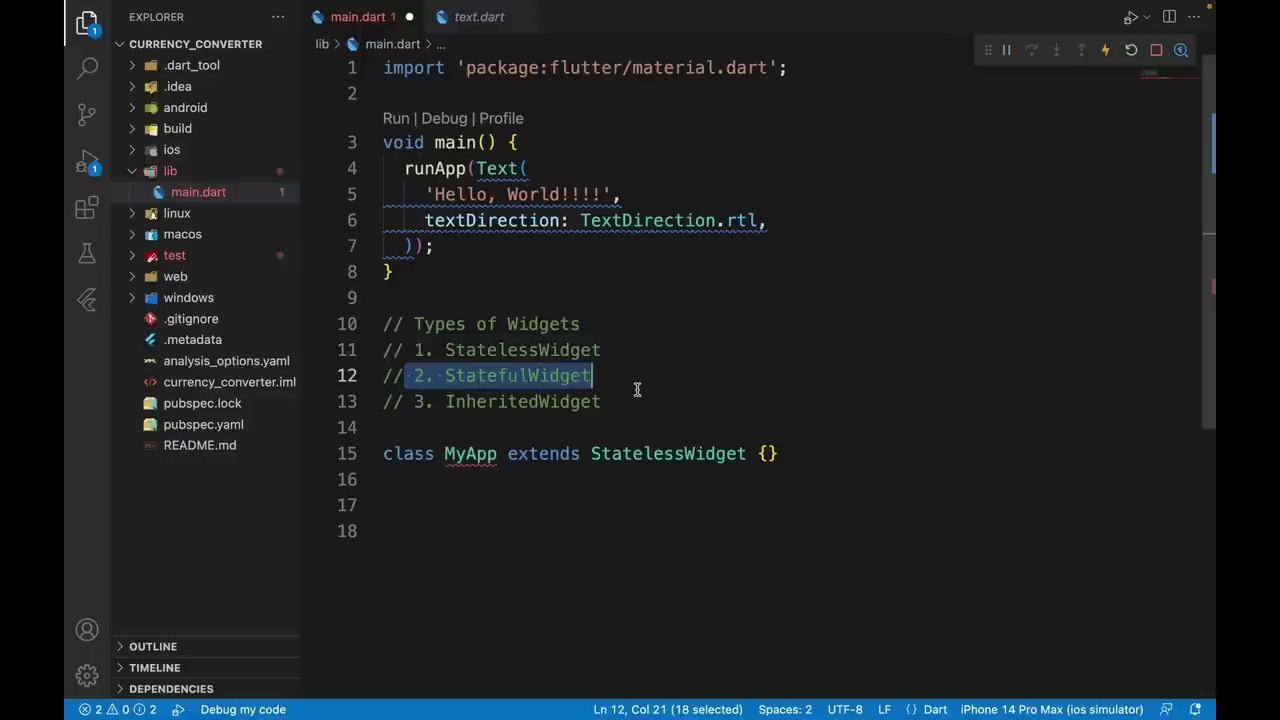 EXPLORER
main.dart 1
text.dart
CURRENCY_CONVERTER
lib > main.dart > ...
.dart_tool
.idea
android
build
ios
lib
main.dart 1
linux
macos
test
web
windows
.gitignore
.metadata
analysis_options.yaml
currency_converter.iml
pubspec.lock
pubspec.yaml
README.md
OUTLINE
TIMELINE
DEPENDENCIES
1 import 'package:flutter/material.dart';
2
Run | Debug | Profile
3 void main() {
4 runApp(Text(
5 'Hello, World!!!!',
6 textDirection: TextDirection.rtl,
7 ));
8 }
9
10 // Types of Widgets
11 // 1. StatelessWidget
12 // 2. StatefulWidget
13 // 3. InheritedWidget
14
15 class MyApp extends StatelessWidget {}
16
17
18
1
1
2 0 2 Debug my code Ln 12, Col 21 (18 selected) Spaces: 2 UTF-8 LF {} Dart iPhone 14 Pro Max (ios simulator)